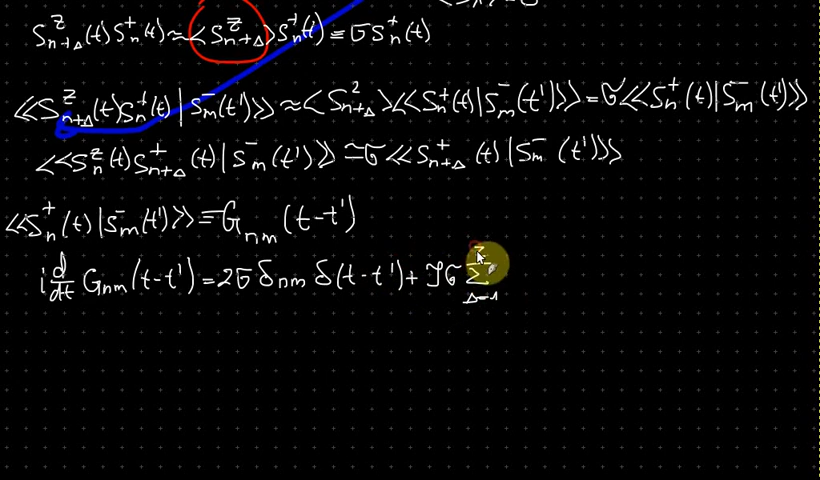 S^z_{n+Δ}(t) S^+_n(t) ≈ <S^z_{n+Δ}> S^+_n(t) ≡ σ S^+_n(t)
<<S^z_{n+Δ}(t) S^+_n(t) | S^-_m(t')>> ≈ <S^z_{n+Δ}> <<S^+_n(t) | S^-_m(t')>> = σ <<S^+_n(t) | S^-_m(t')>>
<<S^z_n(t) S^+_{n+Δ}(t) | S^-_m(t')>> ≃ σ <<S^+_{n+Δ}(t) | S^-_m(t')>>
<<S^+_n(t) | S^-_m(t')>> ≡ G_{nm}(t-t')
i d/dt G_{nm}(t-t') = 2σ δ_{nm} δ(t-t') + Jσ Σ_{Δ=1}^z